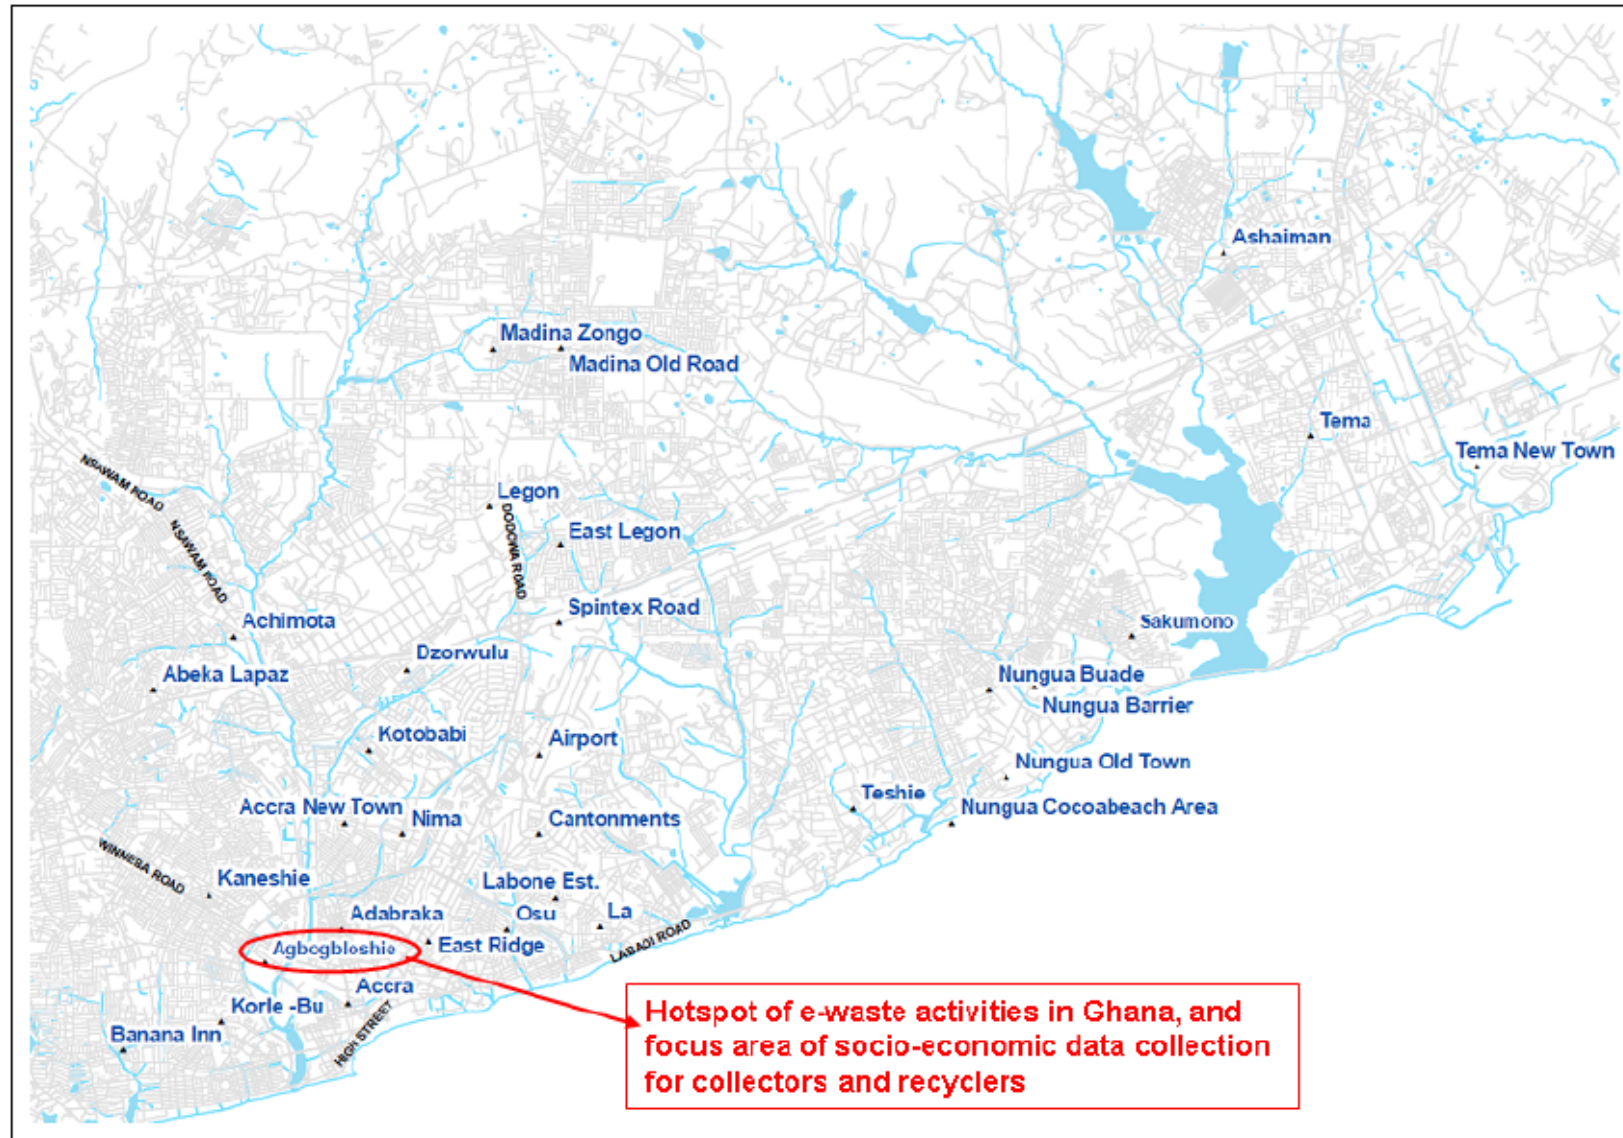 Ashaiman
Madina Zongo
Madina Old Road
Tema
Tema New Town
NSAWAM ROAD
Legon
NSAWAM ROAD
DODOWA ROAD
East Legon
Spintex Road
Achimota
Sakumono
Dzorwulu
Abeka Lapaz
Nungua Buade
Nungua Barrier
Kotobabi
Airport
Nungua Old Town
Teshie
Accra New Town
Nungua Cocoabeach Area
Nima
Cantonments
WINNEBA ROAD
Kaneshie
Labone Est.
Adabraka
Osu
La
Agbogbloshie
East Ridge
LABADI ROAD
Accra
Korle -Bu
HIGH STREET
Banana Inn
Hotspot of e-waste activities in Ghana, and
focus area of socio-economic data collection
for collectors and recyclers